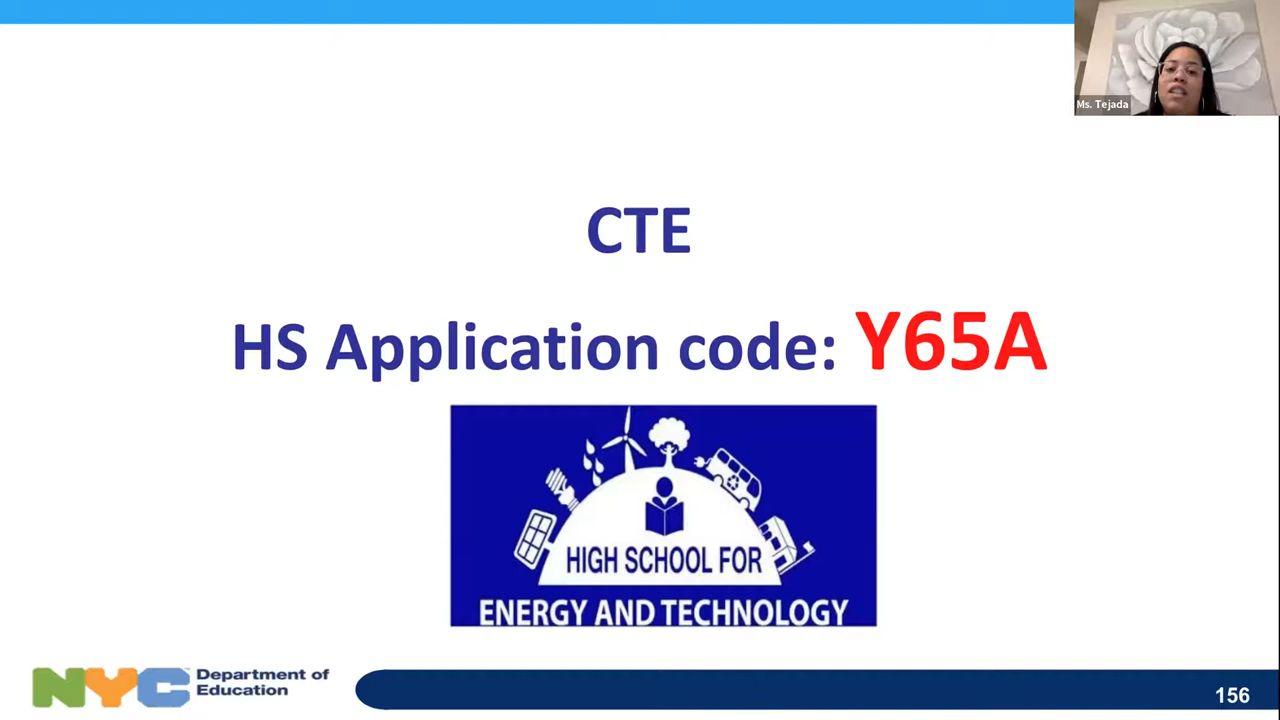 Ms. Tejada
CTE
HS Application code: Y65A
HIGH SCHOOL FOR
ENERGY AND TECHNOLOGY
NYC Department of
Education
156